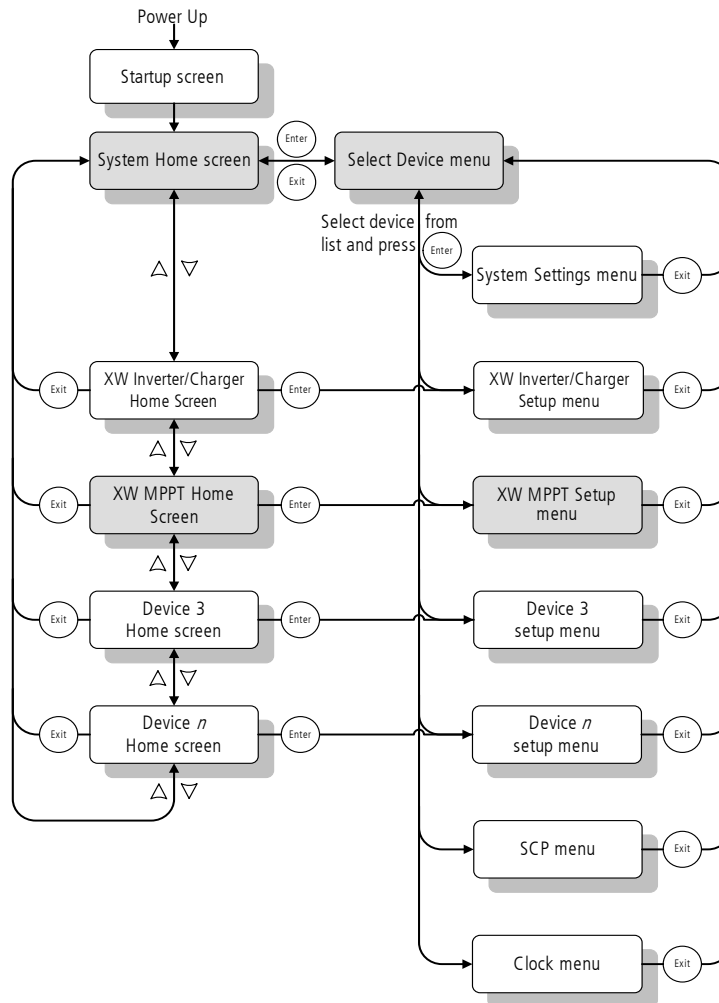 Power Up
Startup screen
System Home screen
Enter
Exit
Select Device menu
Select device from
list and press
Enter
System Settings menu
Exit
Exit
XW Inverter/Charger
Home Screen
Enter
XW Inverter/Charger
Setup menu
Exit
Exit
XW MPPT Home
Screen
Enter
XW MPPT Setup
menu
Exit
Exit
Device 3
Home screen
Enter
Device 3
setup menu
Exit
Exit
Device n
Home screen
Enter
Device n
setup menu
Exit
SCP menu
Exit
Clock menu
Exit